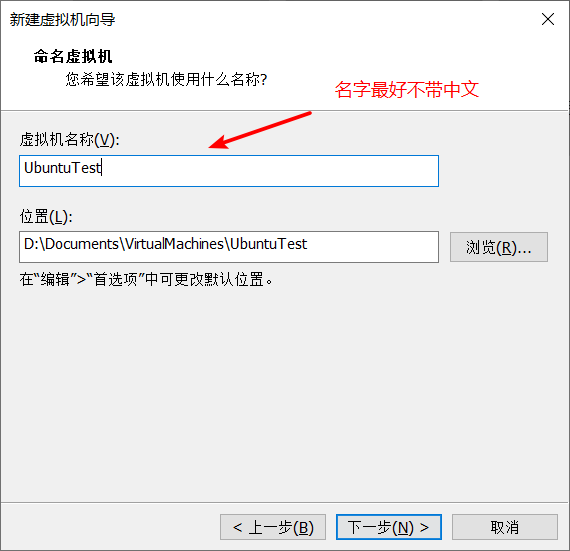 新建虚拟机向导
命名虚拟机
您希望该虚拟机使用什么名称?
名字最好不带中文
虚拟机名称(V):
UbuntuTest
位置(L):
D:\Documents\VirtualMachines\UbuntuTest
浏览(R)...
在“编辑”>“首选项”中可更改默认位置。
< 上一步(B)
下一步(N) >
取消